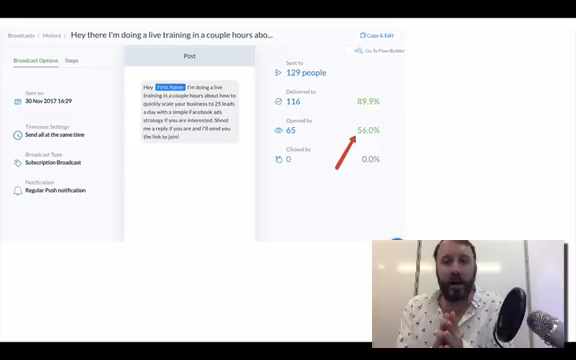 Broadcasts / History / Hey there I'm doing a live training in a couple hours abo...
Copy & Edit
Go To Flow Builder
Broadcast Options Steps
Sent on
30 Nov 2017 16:29
Timezone Settings
Send all at the same time
Broadcast Type
Subscription Broadcast
Notification
Regular Push notification
Post
Hey First Name I'm doing a live
training in a couple hours about how to
quickly scale your business to 25 leads
a day with a simple Facebook ads
strategy if you are interested. Shoot
me a reply if you are and I'll send you
the link to join!
Sent to
129 people
Delivered to
116 89.9%
Opened by
65 56.0%
Clicked by
0 0.0%